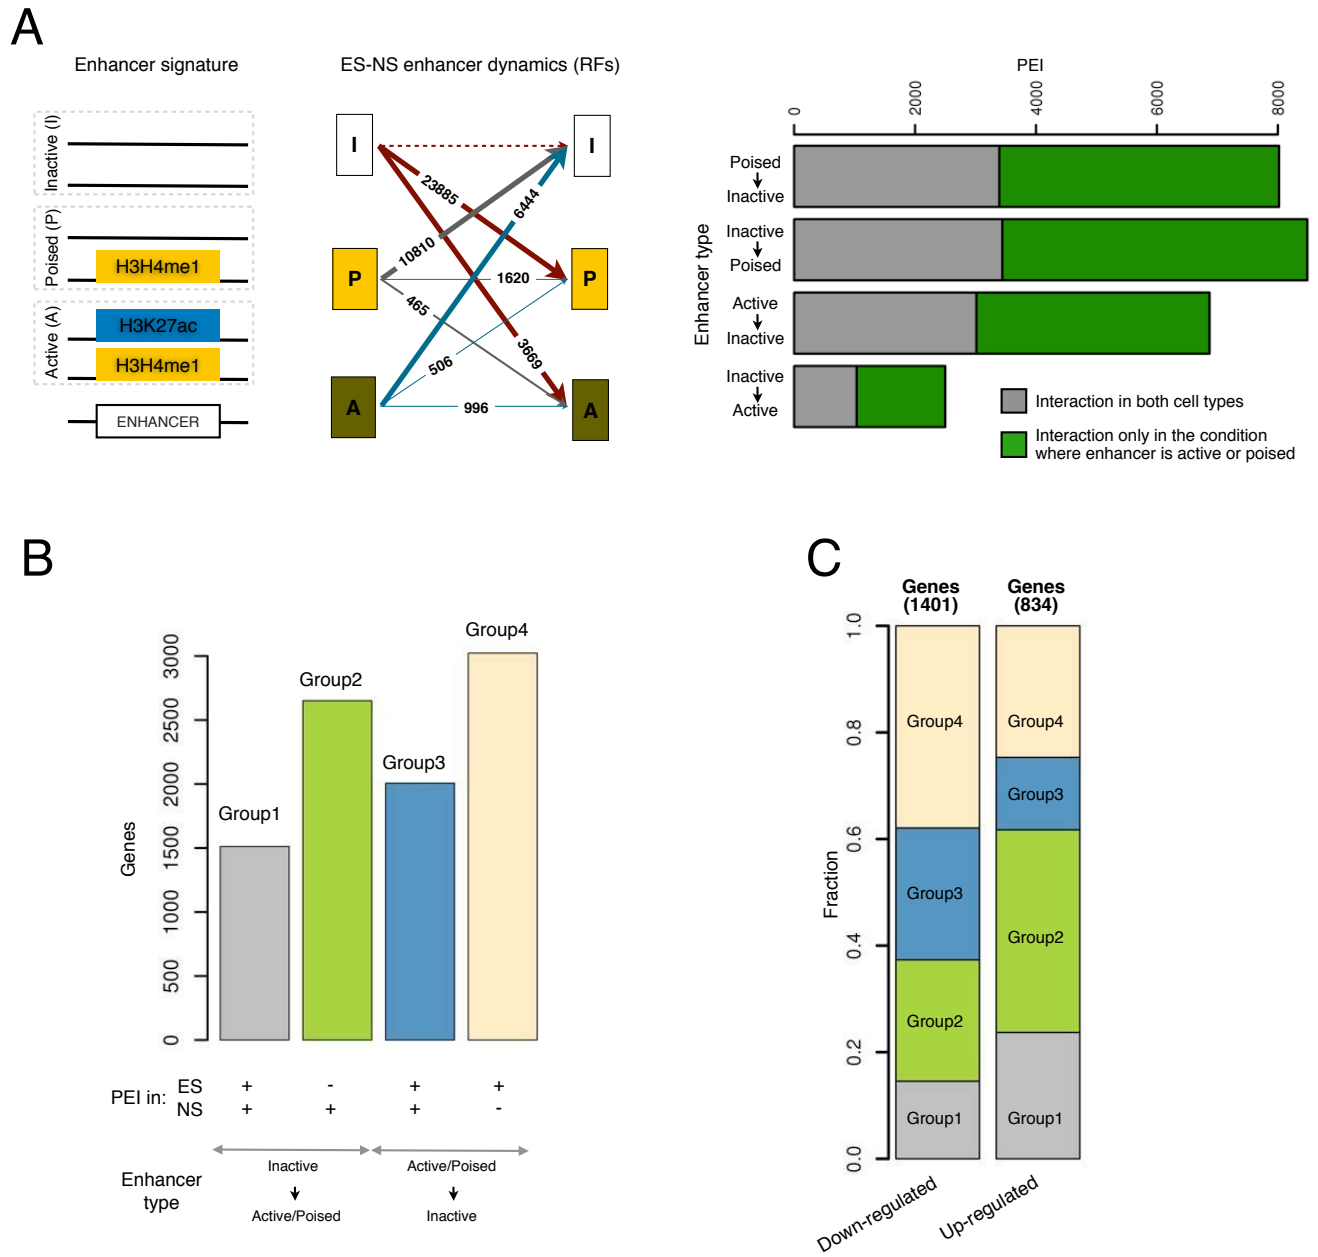 A
Enhancer signature
Inactive (I)
Poised (P)
H3H4me1
Active (A)
H3K27ac
H3H4me1
ENHANCER
ES-NS enhancer dynamics (RFs)
I
I
23885
6444
10810
P
1620
P
465
3669
506
A
996
A
PEI
0
2000
4000
6000
8000
Enhancer type
Poised
Inactive
Inactive
Poised
Active
Inactive
Inactive
Active
Interaction in both cell types
Interaction only in the condition
where enhancer is active or poised
B
Genes
3000
2500
2000
1500
1000
500
0
Group1
Group2
Group3
Group4
PEI in:
ES + - + +
NS + + + -
Enhancer
type
Inactive
Active/Poised
Active/Poised
Inactive
C
Genes
(1401)
Genes
(834)
Fraction
1.0
0.8
0.6
0.4
0.2
0.0
Group4
Group3
Group2
Group1
Group4
Group3
Group2
Group1
Down-regulated
Up-regulated